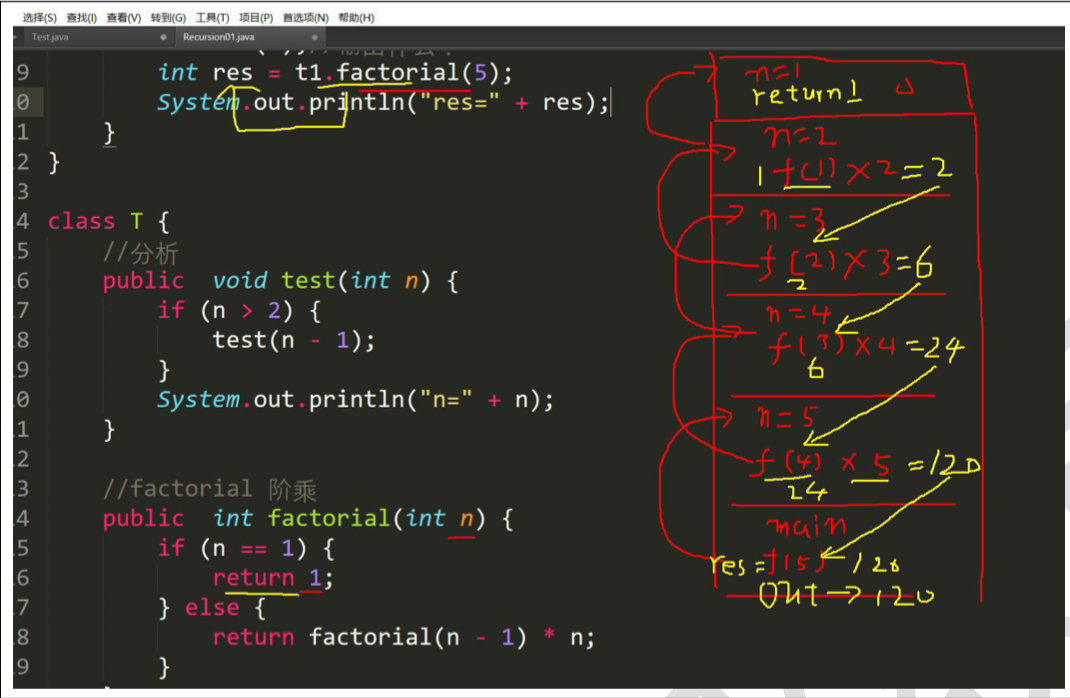 选择(S) 查找(I) 查看(V) 转到(G) 工具(T) 项目(P) 首选项(N) 帮助(H)
Test.java Recursion01.java
9 int res = t1.factorial(5);
0 System.out.println("res=" + res);
1 }
2 }
3
4 class T {
5 //分析
6 public void test(int n) {
7 if (n > 2) {
8 test(n - 1);
9 }
0 System.out.println("n=" + n);
1 }
2
3 //factorial 阶乘
4 public int factorial(int n) {
5 if (n == 1) {
6 return 1;
7 } else {
8 return factorial(n - 1) * n;
9 }
n=1
return1
n=2
1 f(1)×2=2
n=3
f(2)×3=6
2
n=4
f(3)×4=24
6
n=5
f(4)×5=120
24
main
res=f(5) 120
out→120